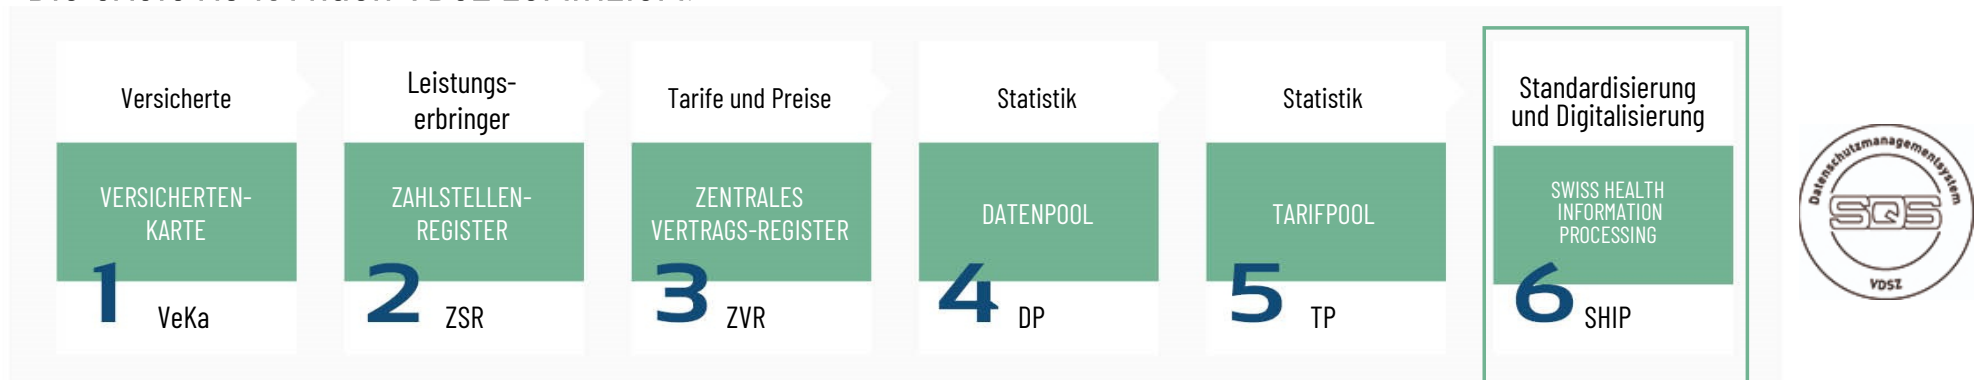 Versicherte
VERSICHERTEN-
KARTE
1
VeKa
Leistungs-
erbringer
ZAHLSTELLEN-
REGISTER
2
ZSR
Tarife und Preise
ZENTRALES
VERTRAGS-REGISTER
3
ZVR
Statistik
DATENPOOL
4
DP
Statistik
TARIFPOOL
5
TP
Standardisierung
und Digitalisierung
SWISS HEALTH
INFORMATION
PROCESSING
6
SHIP
Datenschutzmanagementsystem
SQS
VDSZ